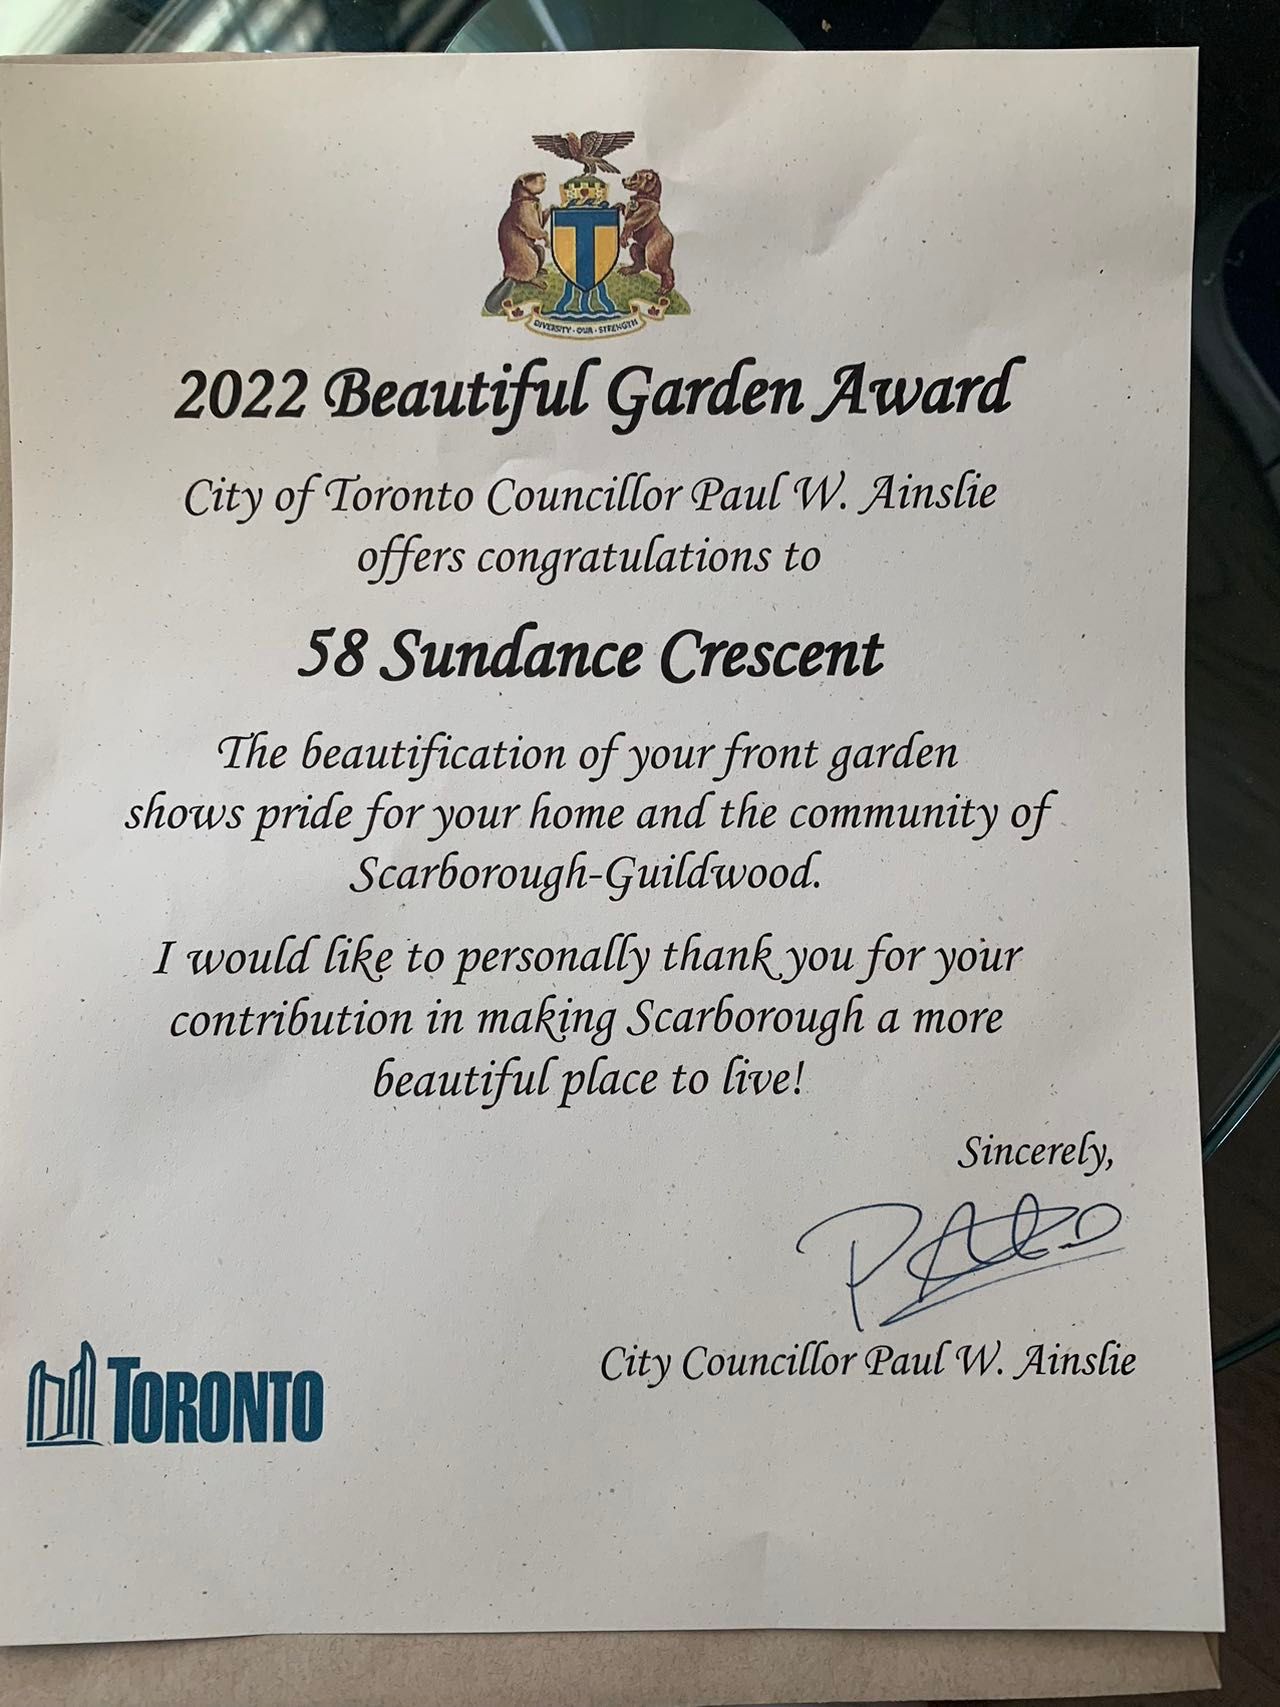 DIVERSITY · OUR · STRENGTH
2022 Beautiful Garden Award
City of Toronto Councillor Paul W. Ainslie
offers congratulations to
58 Sundance Crescent
The beautification of your front garden
shows pride for your home and the community of
Scarborough-Guildwood.
I would like to personally thank you for your
contribution in making Scarborough a more
beautiful place to live!
Sincerely,
City Councillor Paul W. Ainslie
TORONTO